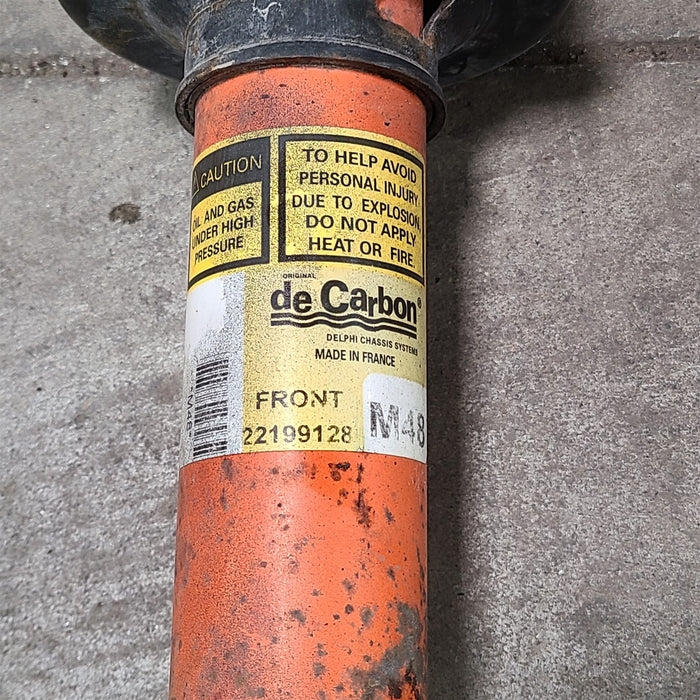 CAUTION
OIL AND GAS
UNDER HIGH
PRESSURE
TO HELP AVOID
PERSONAL INJURY
DUE TO EXPLOSION,
DO NOT APPLY
HEAT OR FIRE
ORIGINAL
de Carbon®
DELPHI CHASSIS SYSTEMS
MADE IN FRANCE
*M48*
FRONT
22199128
M48